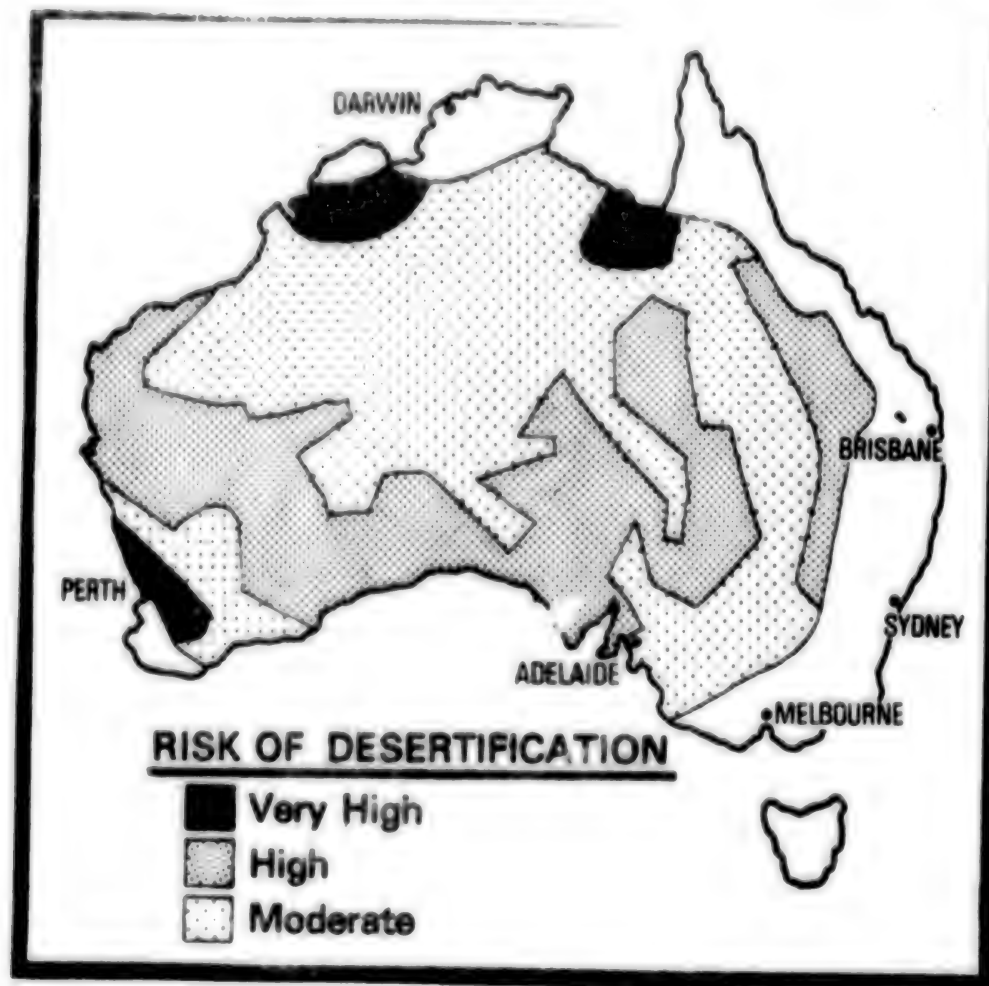 DARWIN
BRISBANE
PERTH
SYDNEY
ADELAIDE
MELBOURNE
RISK OF DESERTIFICATION
Very High
High
Moderate